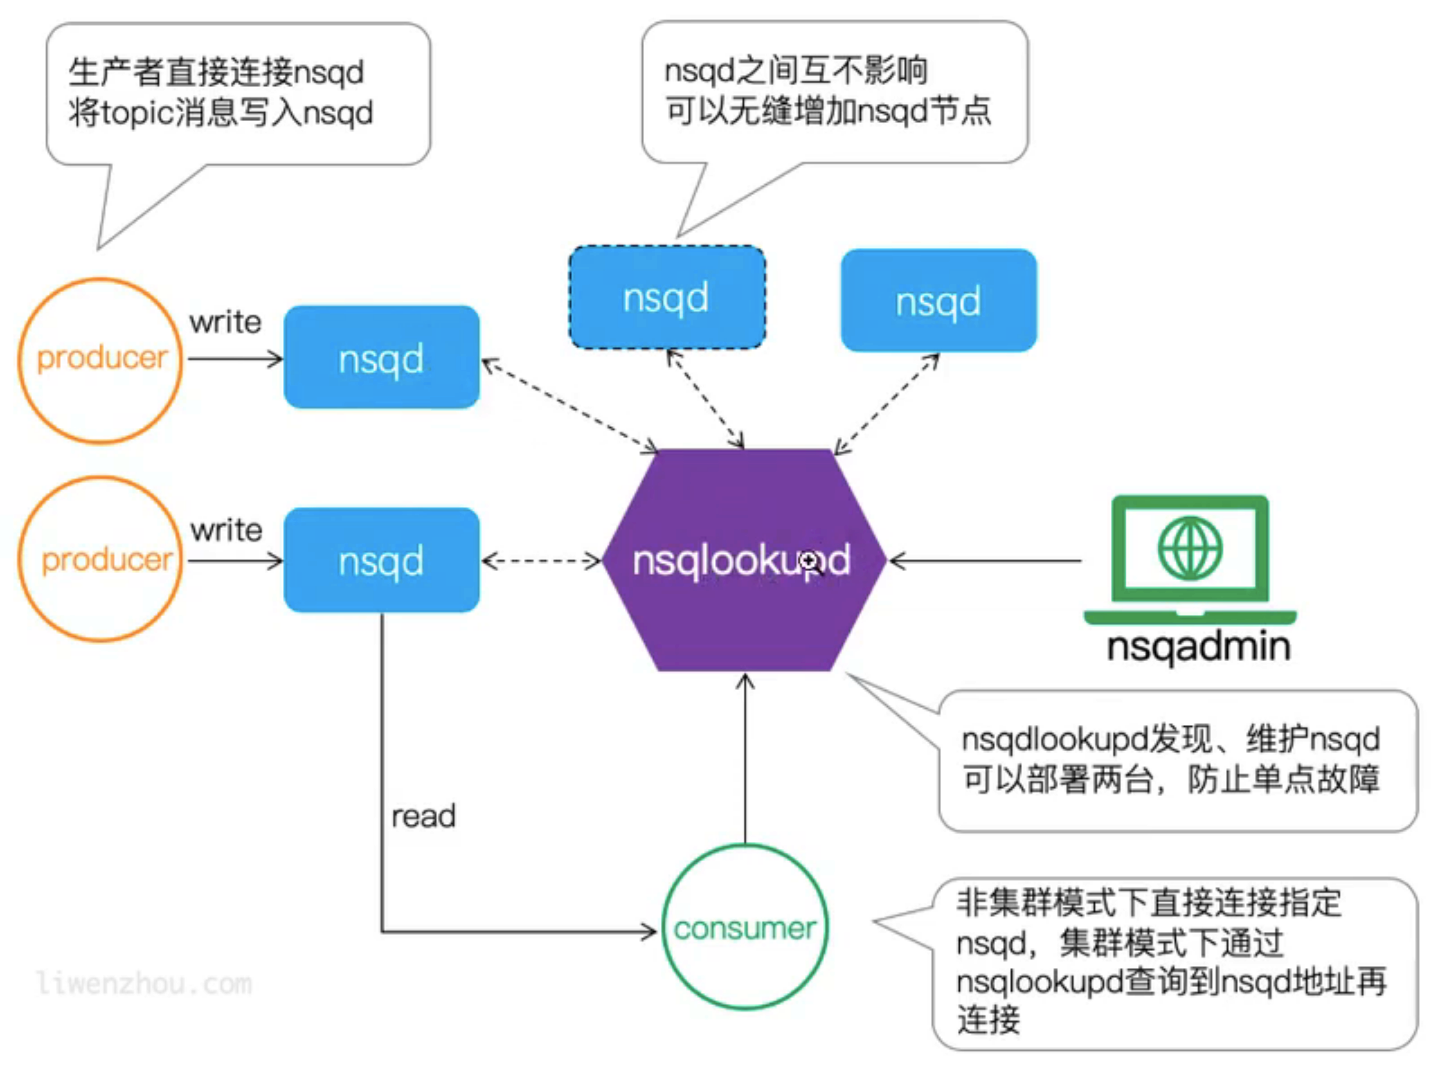 生产者直接连接nsqd
将topic消息写入nsqd
nsqd之间互不影响
可以无缝增加nsqd节点
nsqd
nsqd
producer
write
nsqd
producer
write
nsqd
nsqlookupd
nsqadmin
nsqdlookupd发现、维护nsqd
可以部署两台，防止单点故障
read
consumer
非集群模式下直接连接指定
nsqd，集群模式下通过
nsqlookupd查询到nsqd地址再
连接
liwenzhou.com